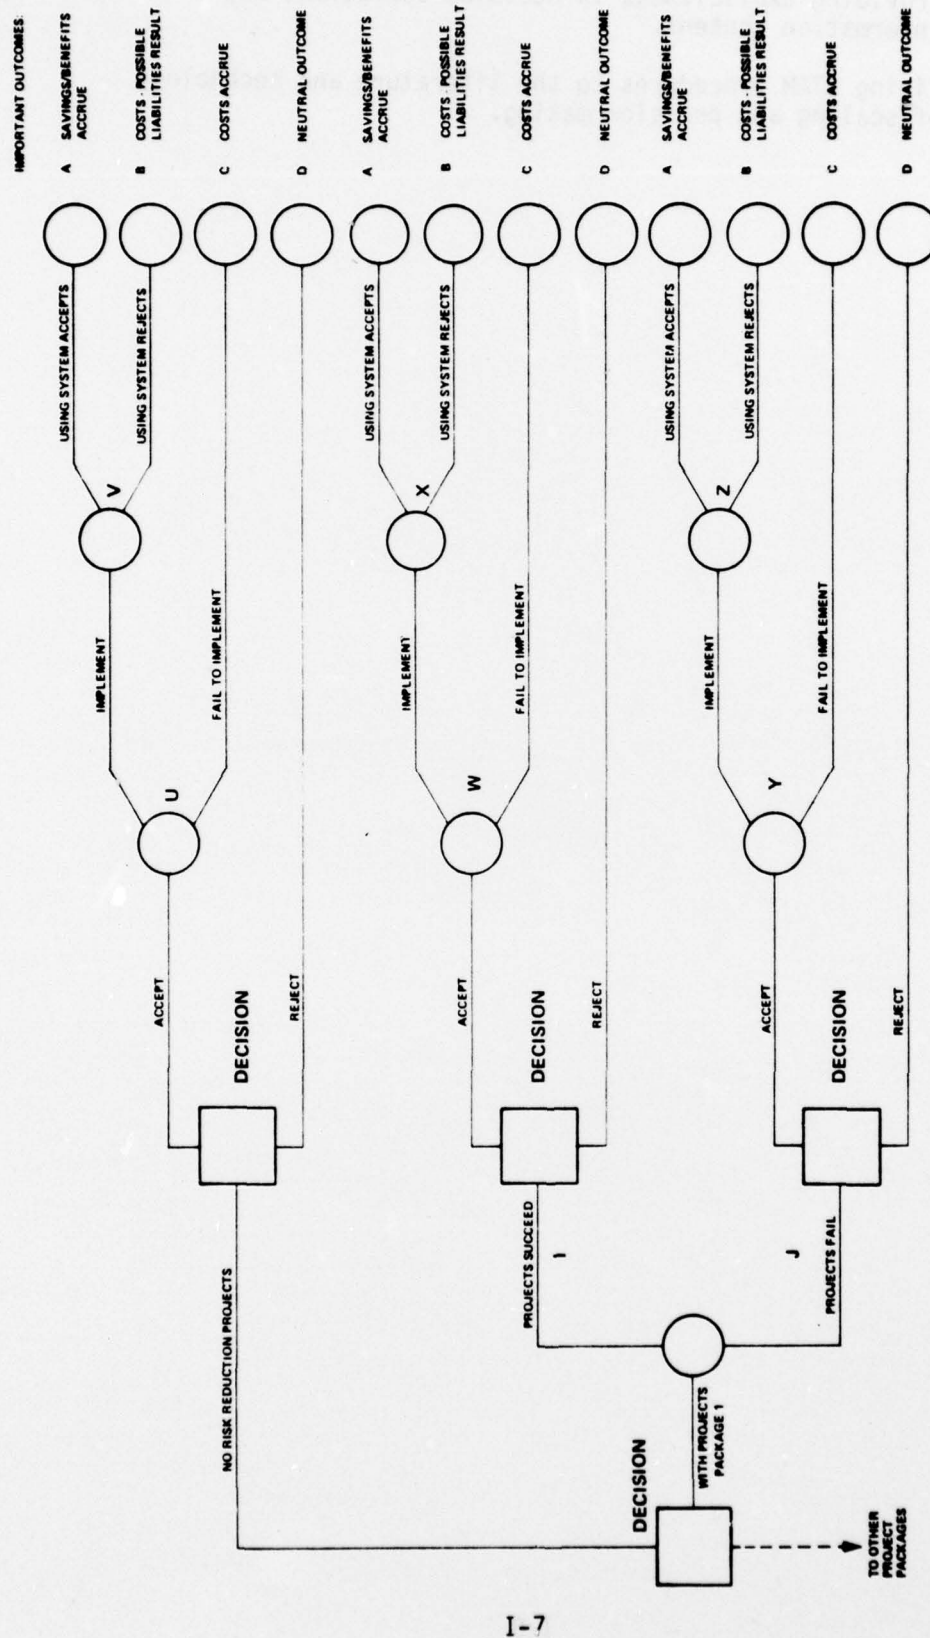 IMPORTANT OUTCOMES:
A SAVINGS/BENEFITS
ACCRUE
B COSTS - POSSIBLE
LIABILITIES RESULT
C COSTS ACCRUE
D NEUTRAL OUTCOME
A SAVINGS/BENEFITS
ACCRUE
B COSTS - POSSIBLE
LIABILITIES RESULT
C COSTS ACCRUE
D NEUTRAL OUTCOME
A SAVINGS/BENEFITS
ACCRUE
B COSTS - POSSIBLE
LIABILITIES RESULT
C COSTS ACCRUE
D NEUTRAL OUTCOME
USING SYSTEM ACCEPTS
USING SYSTEM REJECTS
USING SYSTEM ACCEPTS
USING SYSTEM REJECTS
USING SYSTEM ACCEPTS
USING SYSTEM REJECTS
V
X
Z
IMPLEMENT
FAIL TO IMPLEMENT
IMPLEMENT
FAIL TO IMPLEMENT
IMPLEMENT
FAIL TO IMPLEMENT
U
W
Y
ACCEPT
DECISION
REJECT
ACCEPT
DECISION
REJECT
ACCEPT
DECISION
REJECT
NO RISK REDUCTION PROJECTS
PROJECTS SUCCEED
I
J
PROJECTS FAIL
DECISION
WITH PROJECTS
PACKAGE 1
TO OTHER
PROJECT
PACKAGES
I-7